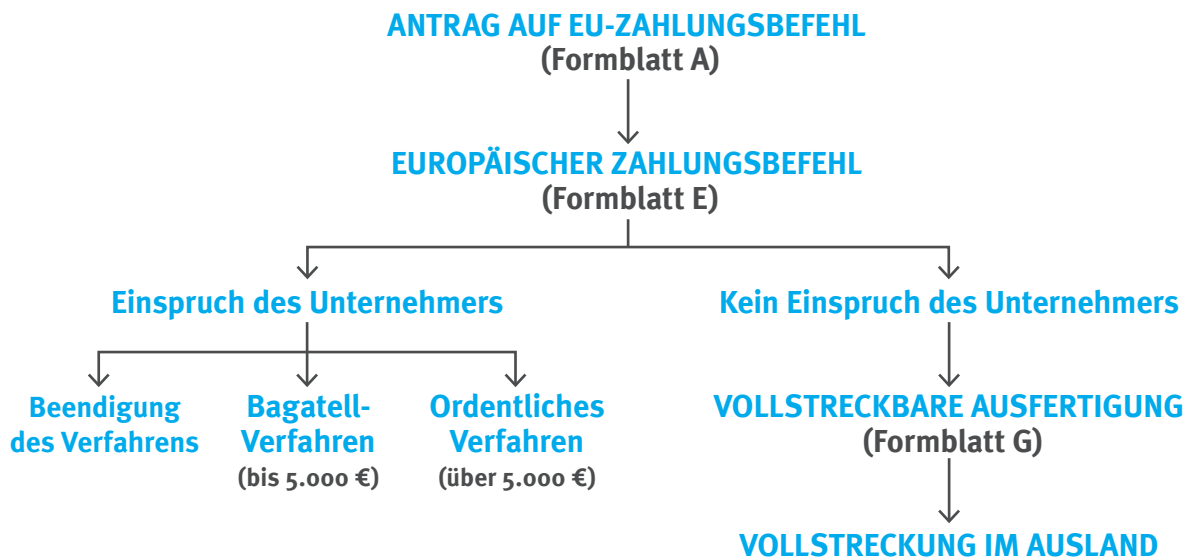 ANTRAG AUF EU-ZAHLUNGSBEFEHL
(Formblatt A)
EUROPÄISCHER ZAHLUNGSBEFEHL
(Formblatt E)
Einspruch des Unternehmers
Kein Einspruch des Unternehmers
Beendigung
des Verfahrens
Bagatell-
Verfahren
(bis 5.000 €)
Ordentliches
Verfahren
(über 5.000 €)
VOLLSTRECKBARE AUSFERTIGUNG
(Formblatt G)
VOLLSTRECKUNG IM AUSLAND